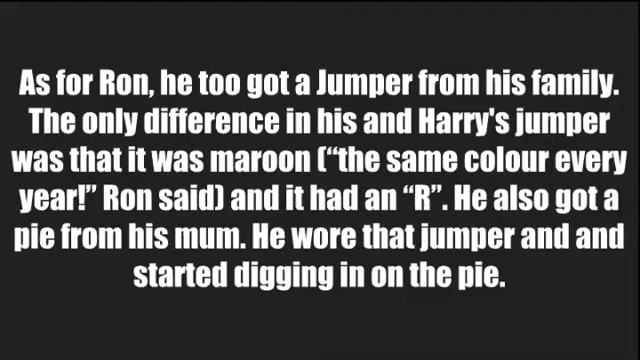 As for Ron, he too got a Jumper from his family.
The only difference in his and Harry's jumper
was that it was maroon (“the same colour every
year!” Ron said) and it had an “R”. He also got a
pie from his mum. He wore that jumper and and
started digging in on the pie.